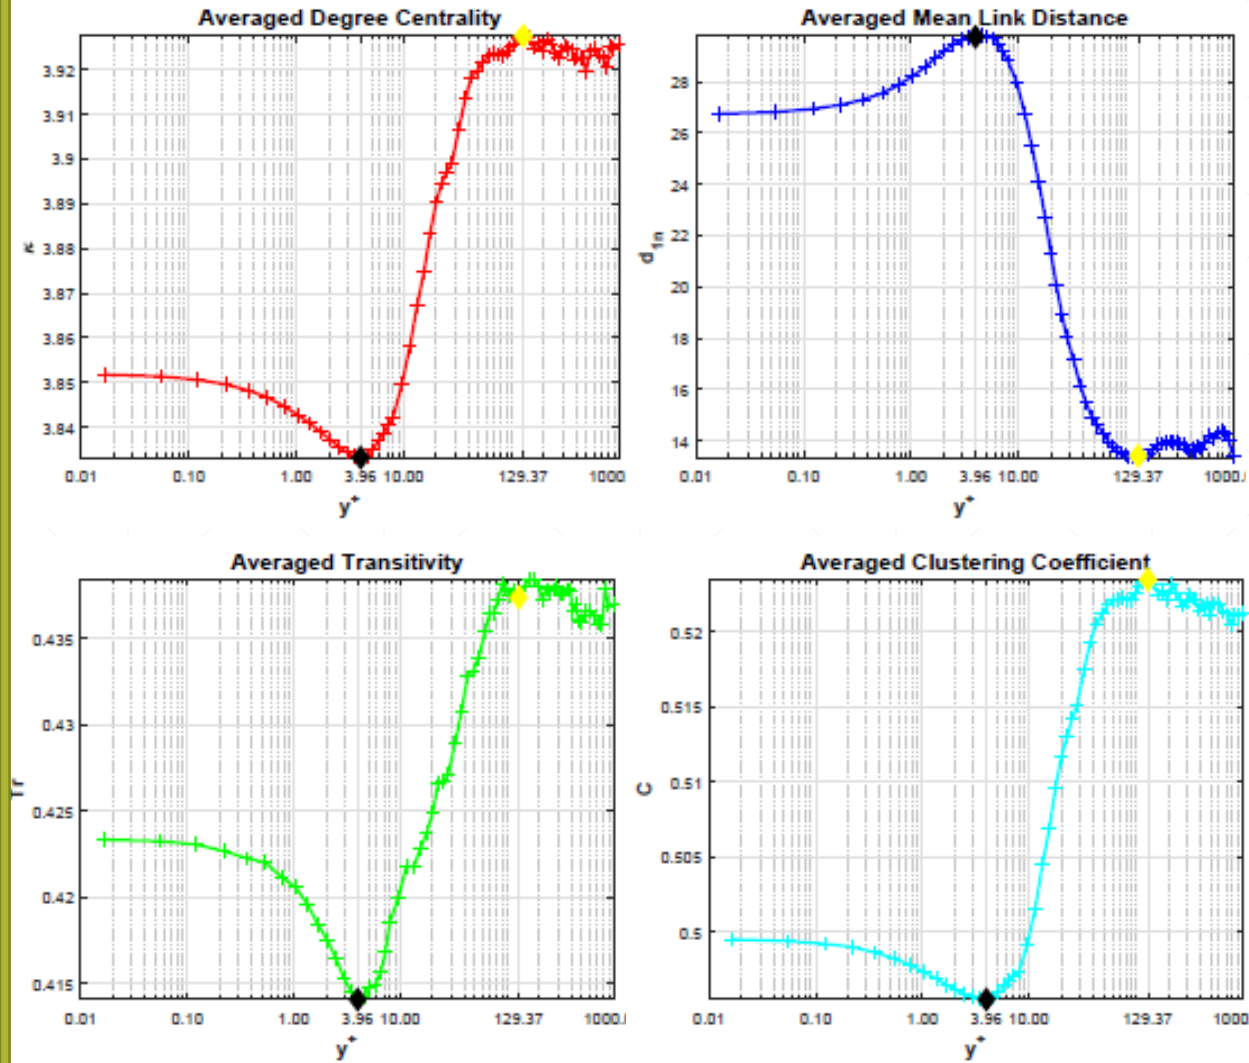 Averaged Degree Centrality
3.92
3.91
3.9
3.89
3.88
3.87
3.86
3.85
3.84
κ
0.01 0.10 1.00 3.96 10.00 129.37 1000.
y+
Averaged Mean Link Distance
28
26
24
22
20
18
16
14
d1n
0.01 0.10 1.00 3.96 10.00 129.37 1000.
y+
Averaged Transitivity
0.435
0.43
0.425
0.42
0.415
Tr
0.01 0.10 1.00 3.96 10.00 129.37 1000.
y+
Averaged Clustering Coefficient
0.52
0.515
0.51
0.505
0.5
C
0.01 0.10 1.00 3.96 10.00 129.37 1000.
y+